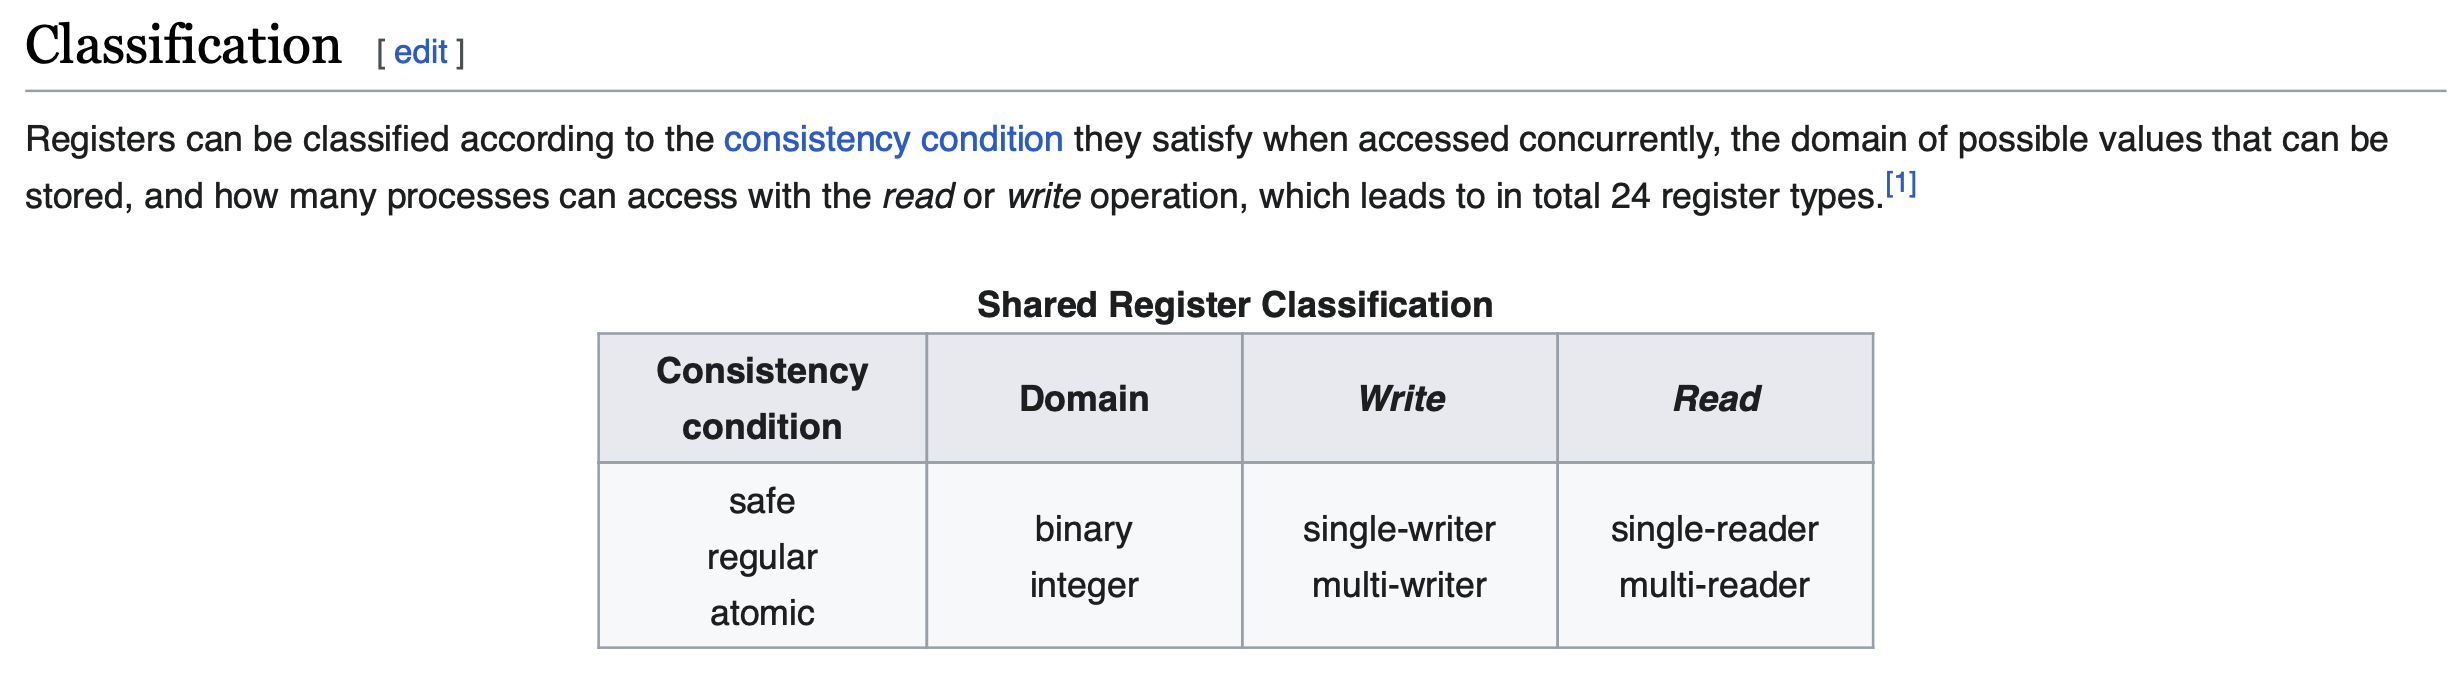 Classification [ edit ]
Registers can be classified according to the consistency condition they satisfy when accessed concurrently, the domain of possible values that can be
stored, and how many processes can access with the read or write operation, which leads to in total 24 register types.[1]
Shared Register Classification
Consistency condition Domain Write Read
safe
regular
atomic
binary
integer
single-writer
multi-writer
single-reader
multi-reader